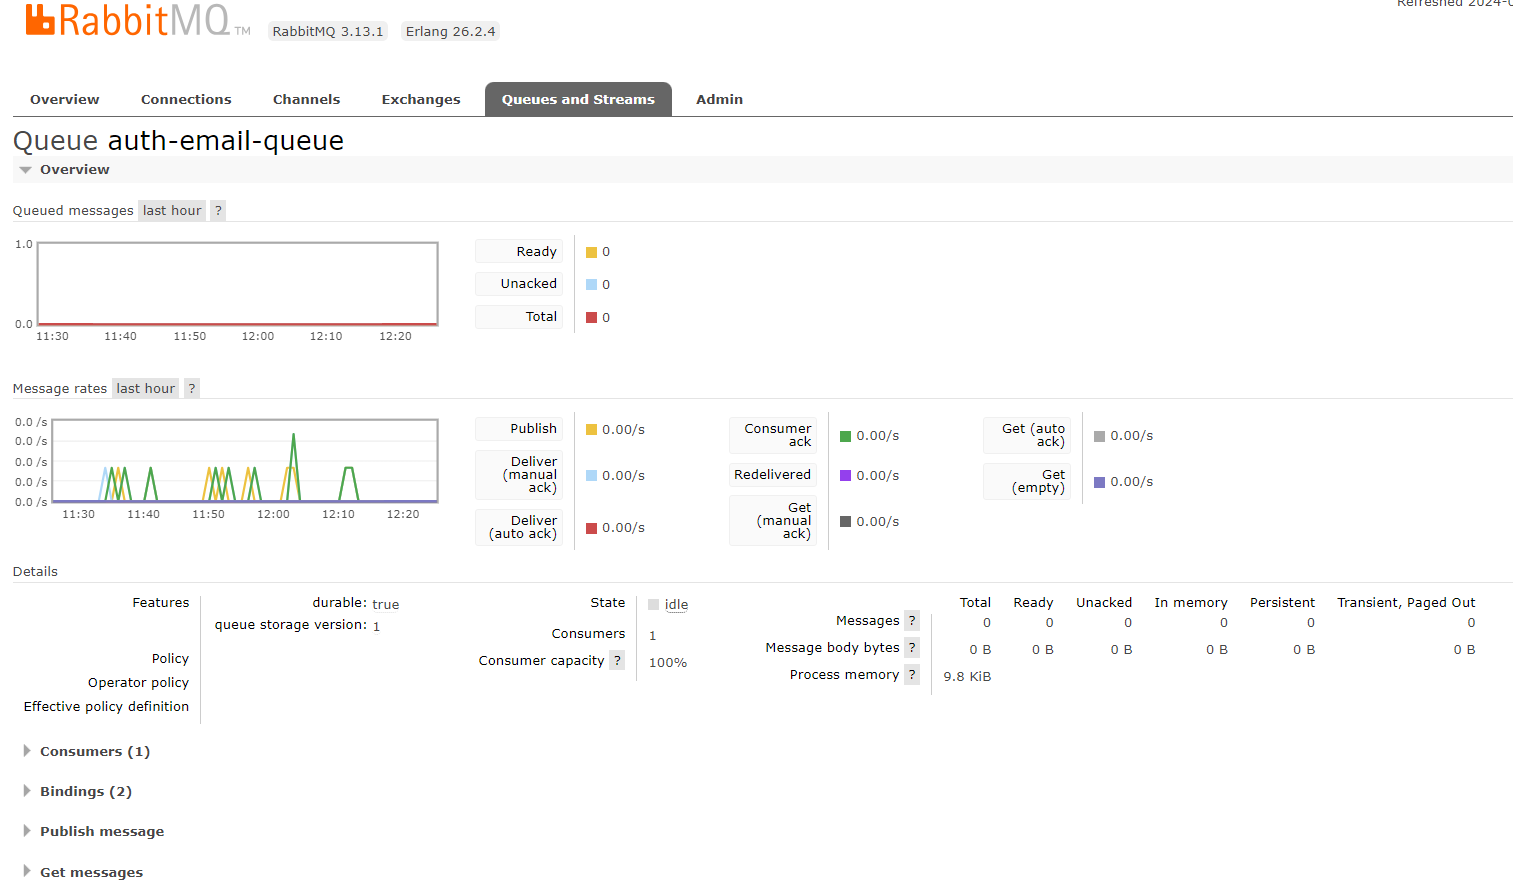 Refreshed 2024-0
RabbitMQ TM RabbitMQ 3.13.1 Erlang 26.2.4
Overview Connections Channels Exchanges Queues and Streams Admin
Queue auth-email-queue
Overview
Queued messages last hour ?
1.0
0.0
11:30 11:40 11:50 12:00 12:10 12:20
Ready 0
Unacked 0
Total 0
Message rates last hour ?
0.0 /s
0.0 /s
0.0 /s
0.0 /s
0.0 /s
11:30 11:40 11:50 12:00 12:10 12:20
Publish 0.00/s
Deliver
(manual 0.00/s
ack)
Deliver
(auto ack) 0.00/s
Consumer
ack 0.00/s
Redelivered 0.00/s
Get
(manual 0.00/s
ack)
Get (auto
ack) 0.00/s
Get
(empty) 0.00/s
Details
Features durable: true
queue storage version: 1
Policy
Operator policy
Effective policy definition
State idle
Consumers 1
Consumer capacity ? 100%
Total Ready Unacked In memory Persistent Transient, Paged Out
Messages ? 0 0 0 0 0 0
Message body bytes ? 0 B 0 B 0 B 0 B 0 B 0 B
Process memory ? 9.8 KiB
Consumers (1)
Bindings (2)
Publish message
Get messages